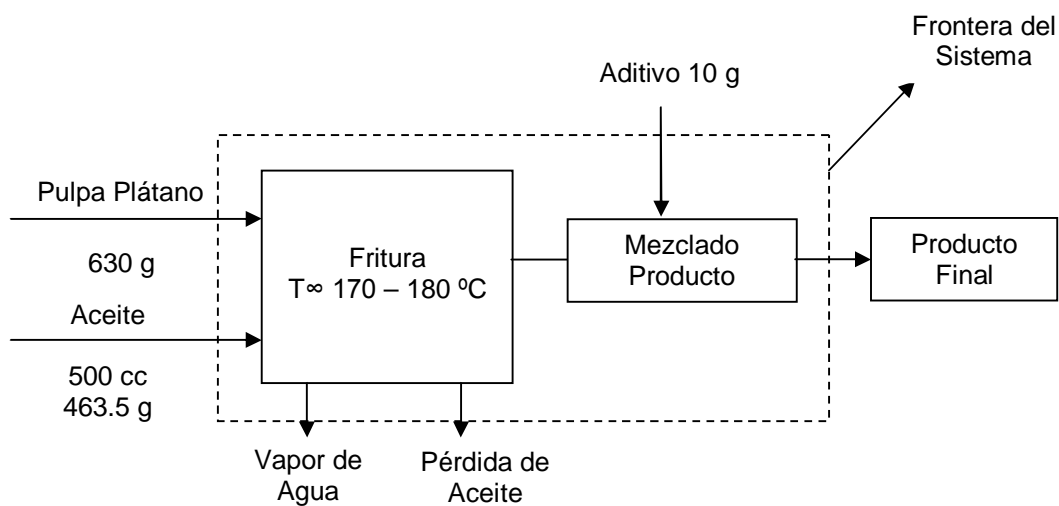 Frontera del
Sistema
Aditivo 10 g
Pulpa Plátano
630 g
Aceite
500 cc
463.5 g
Fritura
T∞ 170 – 180 ºC
Mezclado
Producto
Producto
Final
Vapor de
Agua
Pérdida de
Aceite